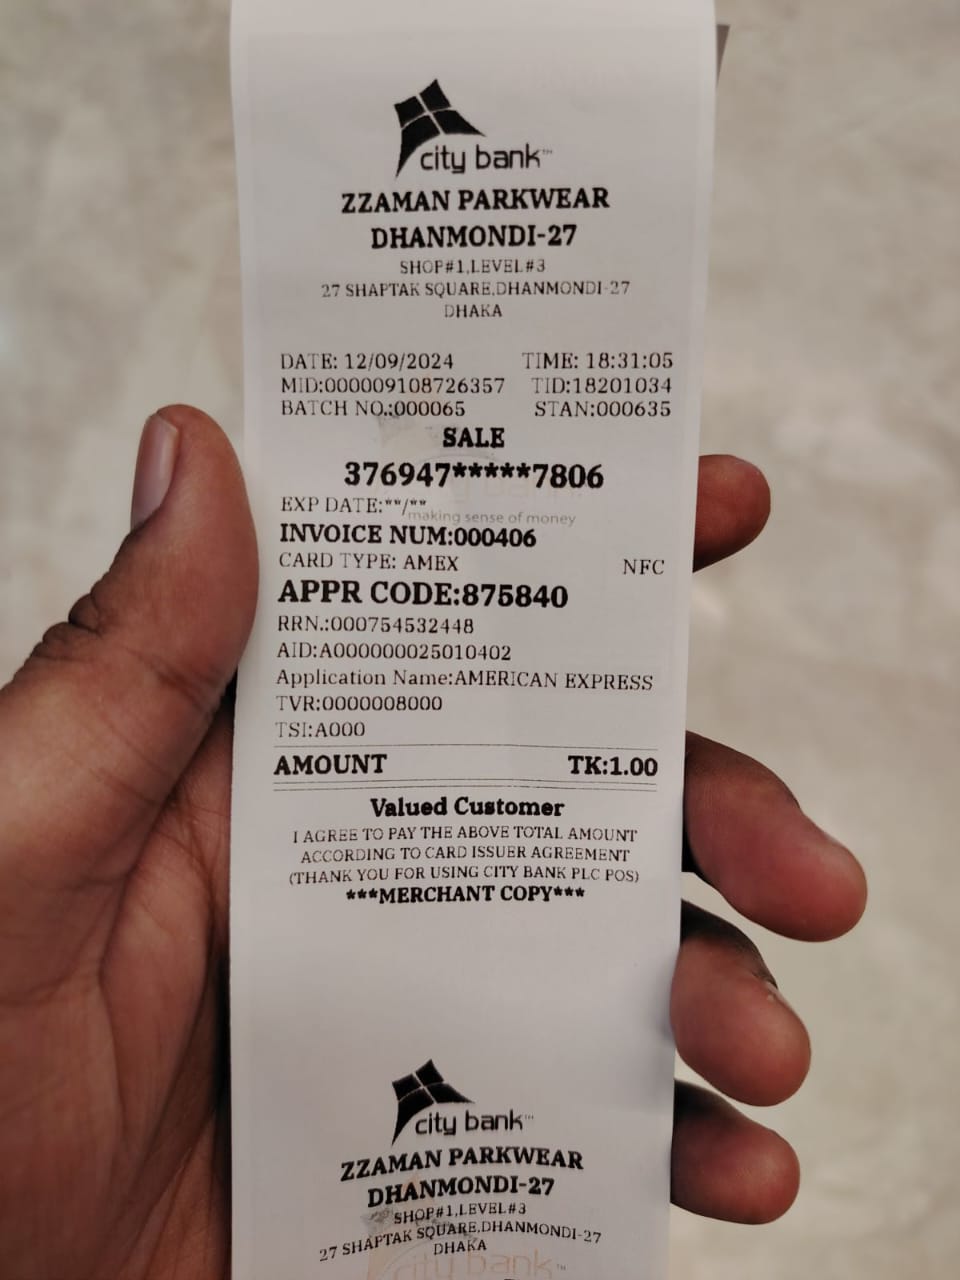 city bank™
ZZAMAN PARKWEAR
DHANMONDI-27
SHOP#1,LEVEL#3
27 SHAPTAK SQUARE,DHANMONDI-27
DHAKA
DATE: 12/09/2024 TIME: 18:31:05
MID:000009108726357 TID:18201034
BATCH NO.:000065 STAN:000635
SALE
376947*****7806
EXP DATE:**/**
making sense of money
INVOICE NUM:000406
CARD TYPE: AMEX NFC
APPR CODE:875840
RRN.:000754532448
AID:A000000025010402
Application Name:AMERICAN EXPRESS
TVR:0000008000
TSI:A000
AMOUNT TK:1.00
Valued Customer
I AGREE TO PAY THE ABOVE TOTAL AMOUNT
ACCORDING TO CARD ISSUER AGREEMENT
(THANK YOU FOR USING CITY BANK PLC POS)
***MERCHANT COPY***
city bank™
ZZAMAN PARKWEAR
DHANMONDI-27
SHOP#1,LEVEL#3
27 SHAPTAK SQUARE,DHANMONDI-27
DHAKA
city bank™